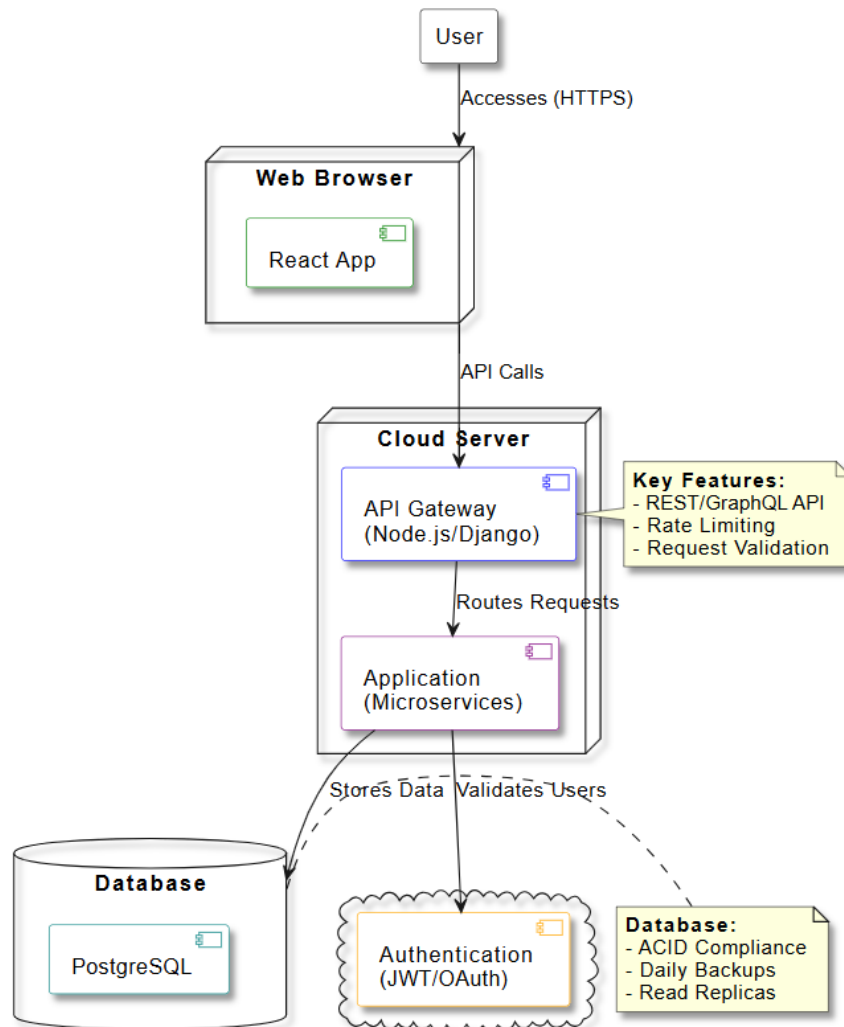 User
Accesses (HTTPS)
Web Browser
React App
API Calls
Cloud Server
API Gateway
(Node.js/Django)
Key Features:
- REST/GraphQL API
- Rate Limiting
- Request Validation
Routes Requests
Application
(Microservices)
Stores Data
Validates Users
Database
PostgreSQL
Authentication
(JWT/OAuth)
Database:
- ACID Compliance
- Daily Backups
- Read Replicas